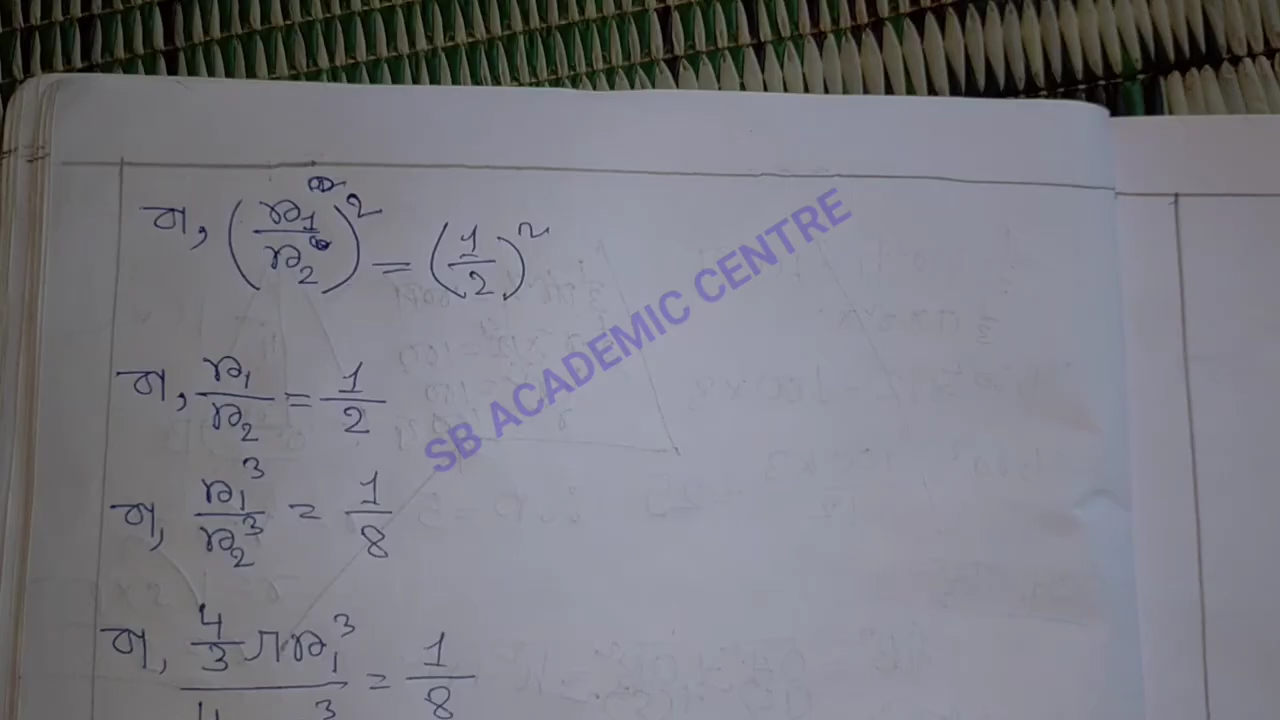 বা, (r₁/r₂)² = (1/2)²
বা, r₁/r₂ = 1/2
বা, r₁³/r₂³ = 1/8
বা, 4/3 πr₁³ / = 1/8
SB ACADEMIC CENTRE